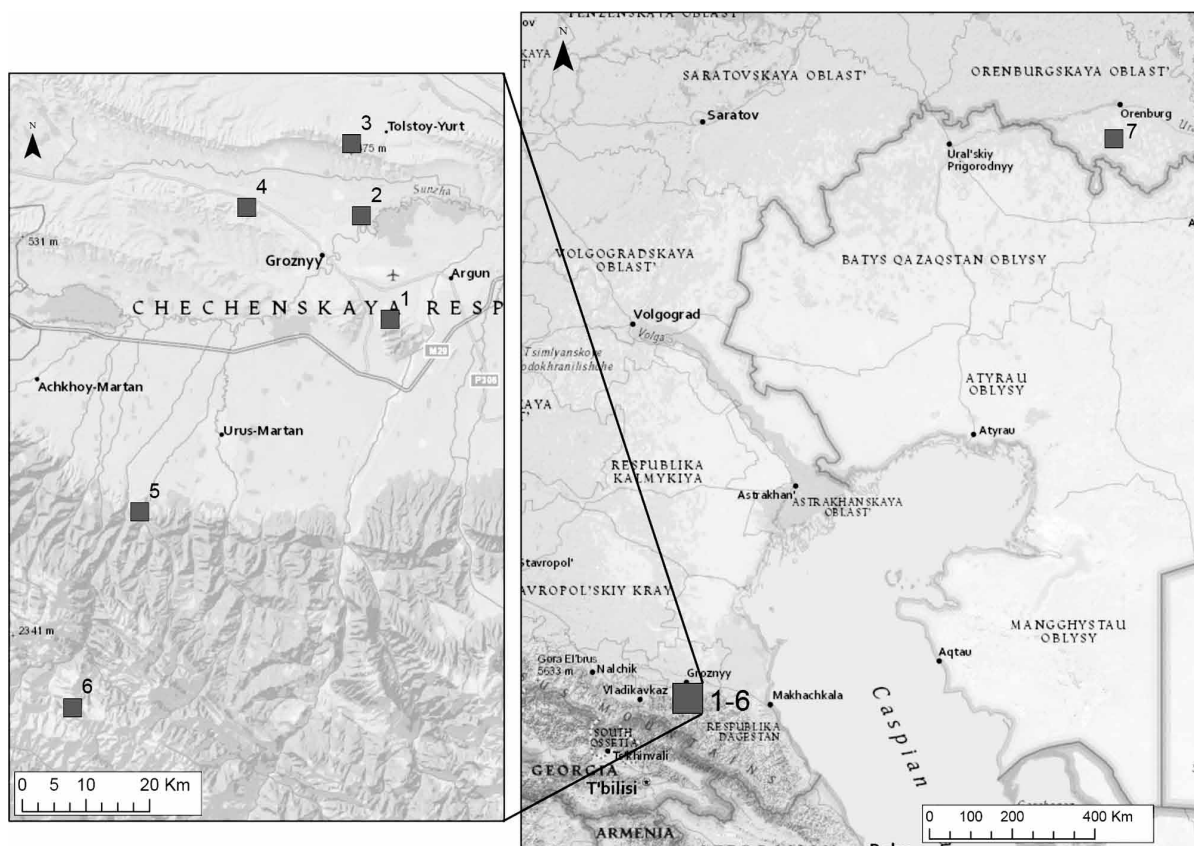 N
3
Tolstoy-Yurt
475 m
4
2
Sunzha
531 m
Groznyy
Argun
1
CHECHENSKAYA RESP
M29
P306
Achkhoy-Martan
Urus-Martan
5
2341 m
6
0 10 20 Km
N
PENZENSKAYA OBLAST'
SARATOVSKAYA OBLAST'
ORENBURGSKAYA OBLAST'
Saratov
Orenburg
7
Ural'skiy
Prigorodnyy
VOLGOGRADSKAYA
OBLAST'
BATYS QAZAQSTAN OBLYSY
Volgograd
Volga
Tsimlyanskoye
ATYRAU
OBLYSY
Atyrau
RESPUBLIKA
KALMYKIYA
Astrakhan'
ASTRAKHANSKAYA
OBLAST'
Stavropol'
AVROPOL'SKIY KRAY
MANGGHYSTAU
OBLYSY
Aqtau
Gora El'brus
5633 m
Nalchik
Groznyy
Vladikavkaz
1-6
Makhachkala
RESPUBLIKA
DAGESTAN
SOUTH
OSSETIA
Tskhinvali
Caspian
GEORGIA
T'bilisi
ARMENIA
0 100 200 400 Km